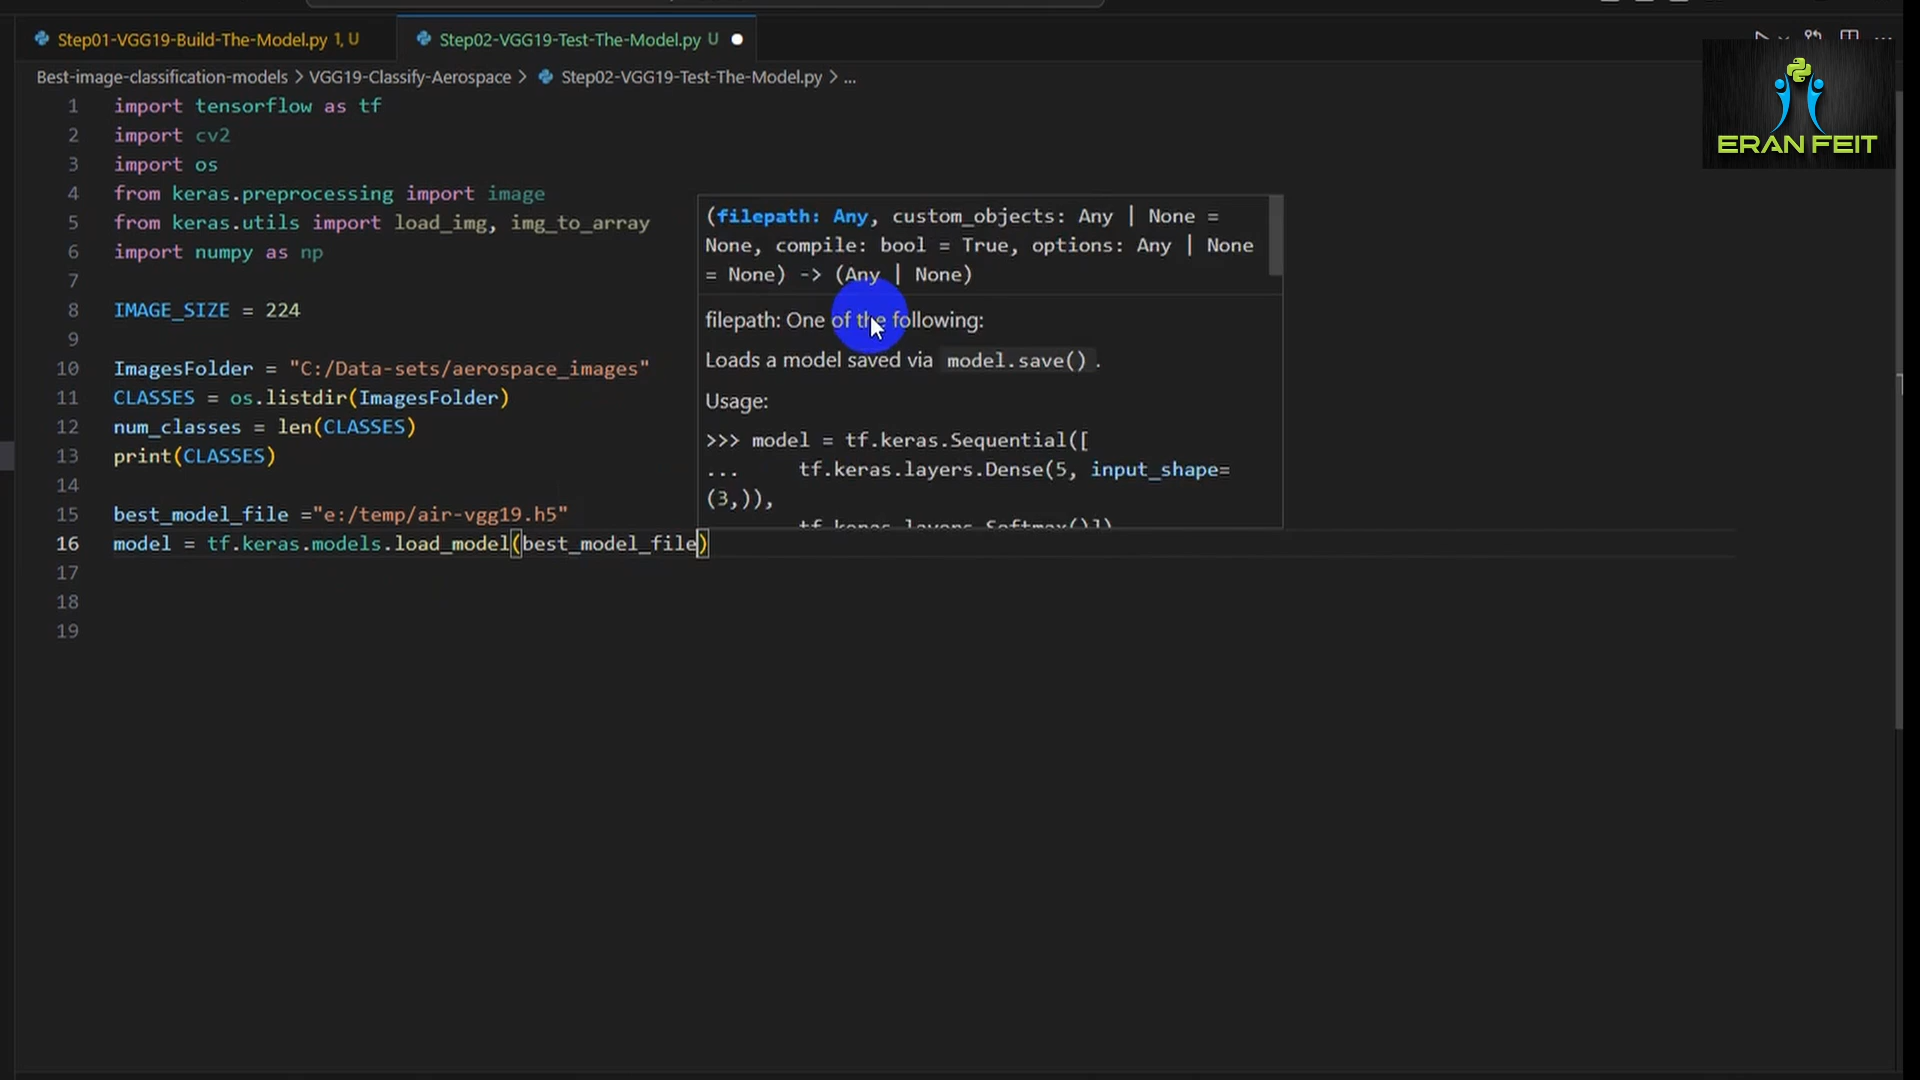 Step01-VGG19-Build-The-Model.py 1, U
Step02-VGG19-Test-The-Model.py U
Best-image-classification-models > VGG19-Classify-Aerospace > Step02-VGG19-Test-The-Model.py > ...
ERAN FEIT
1 import tensorflow as tf
2 import cv2
3 import os
4 from keras.preprocessing import image
5 from keras.utils import load_img, img_to_array
6 import numpy as np
7
8 IMAGE_SIZE = 224
9
10 ImagesFolder = "C:/Data-sets/aerospace_images"
11 CLASSES = os.listdir(ImagesFolder)
12 num_classes = len(CLASSES)
13 print(CLASSES)
14
15 best_model_file ="e:/temp/air-vgg19.h5"
16 model = tf.keras.models.load_model(best_model_file)
17
18
19
(filepath: Any, custom_objects: Any | None =
None, compile: bool = True, options: Any | None
= None) -> (Any | None)
filepath: One of the following:
Loads a model saved via model.save() .
Usage:
>>> model = tf.keras.Sequential([
... tf.keras.layers.Dense(5, input_shape=
(3,)),
tf.keras.layers.Softmax()])